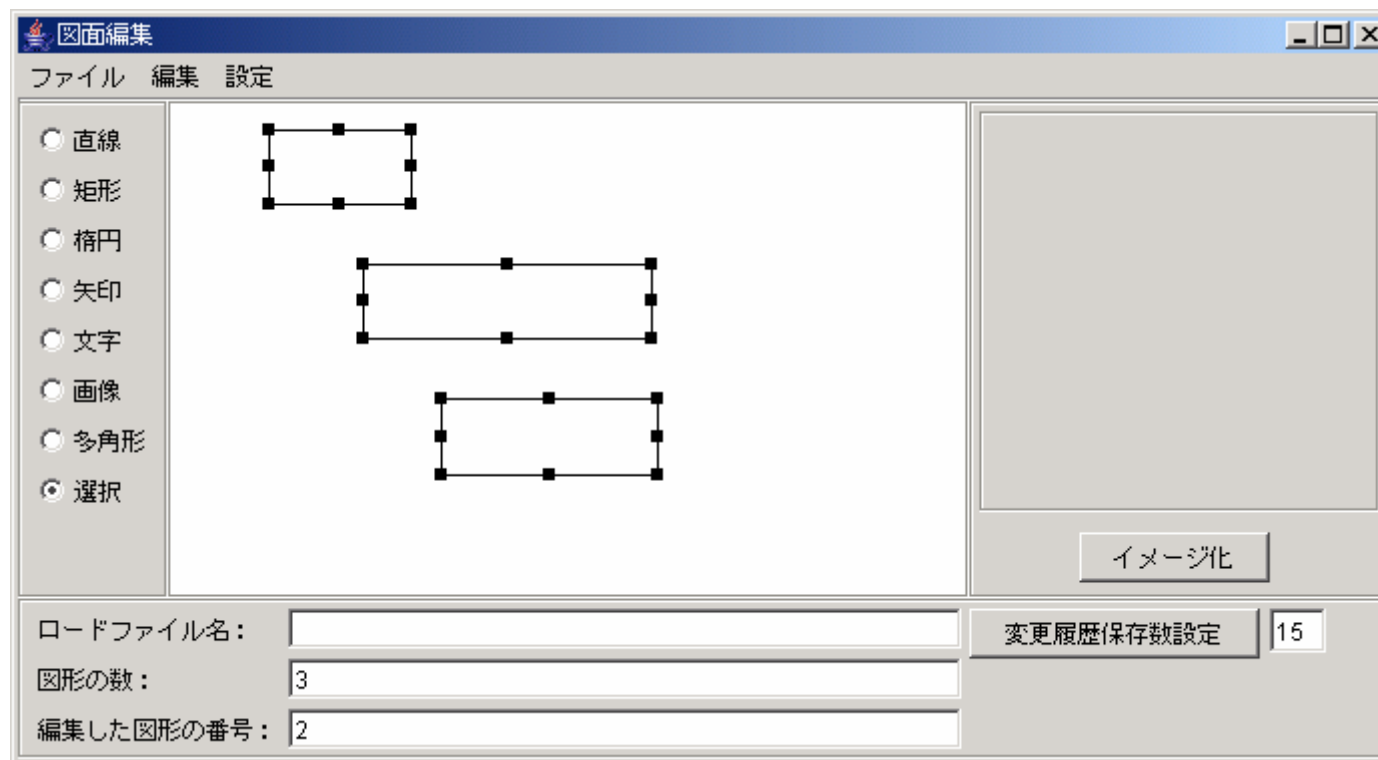 図面編集
ファイル 編集 設定
直線
矩形
楕円
矢印
文字
画像
多角形
選択
イメージ化
ロードファイル名：
変更履歴保存数設定 15
図形の数： 3
編集した図形の番号： 2